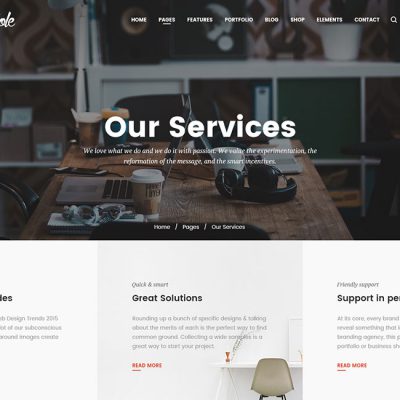 HOME PAGES FEATURES PORTFOLIO BLOG SHOP ELEMENTS CONTACT
Our Services
We love what we do and we do it with passion. We value the experimentation, the
reformation of the message, and the smart incentives.
Home / Pages / Our Services
Quick & smart
Great Solutions
Rounding up a bunch of specific designs & talking
about the merits of each is the perfect way to find
common ground. Collecting a wide samples is a
great way to start your project.
READ MORE
Friendly support
Support in pe
At its core, every brand
reveal something that i
branding agency, this p
portfolio or business sh
READ MORE
des
eb Design Trends 2015
lot of our subconscious
around images create